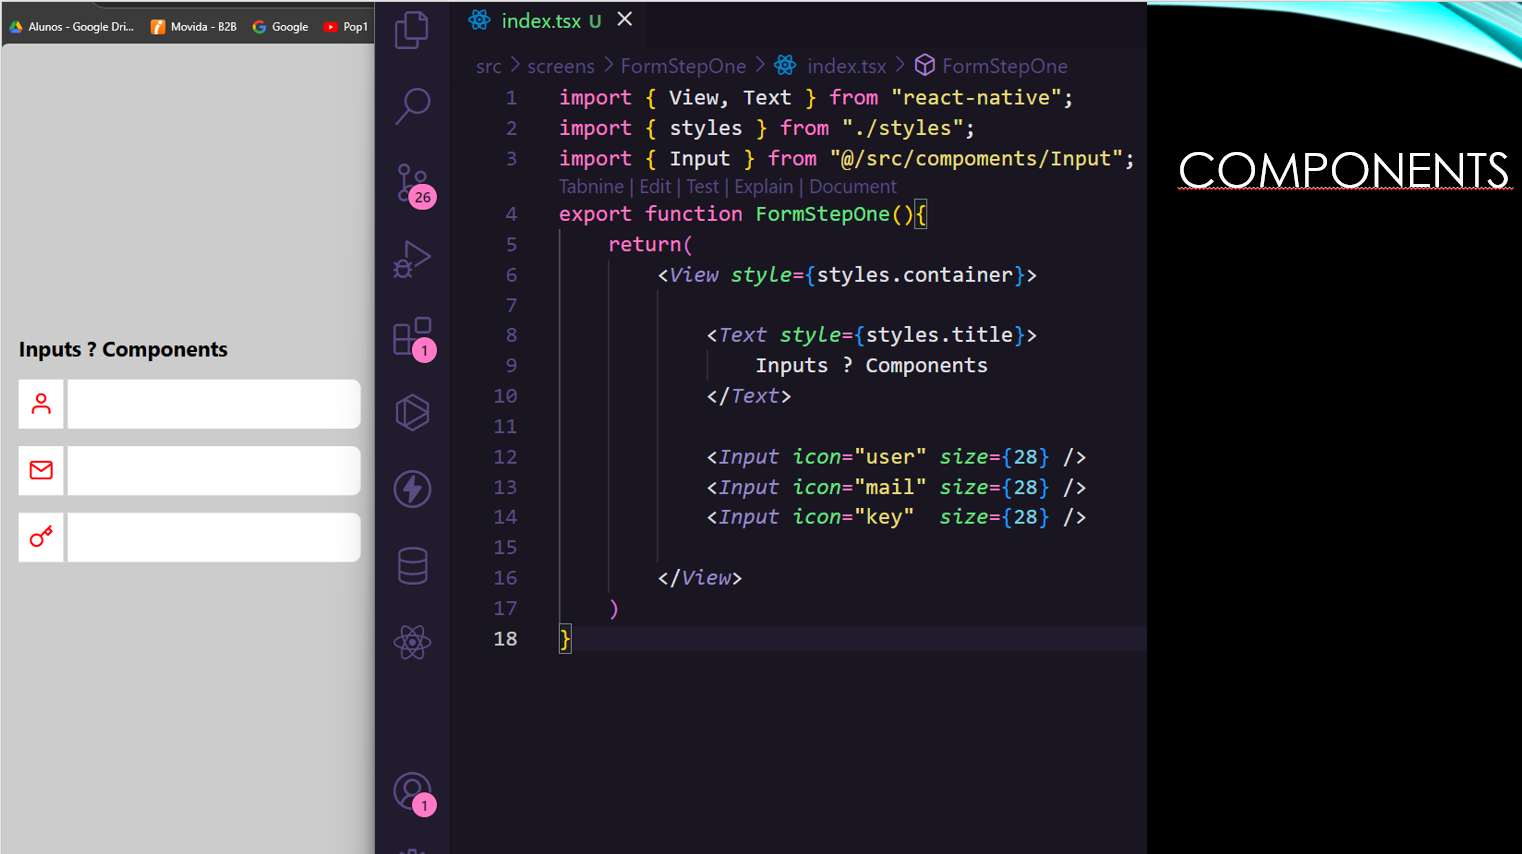 Alunos - Google Dri...
Movida - B2B
Google
Pop1
Inputs ? Components
26
1
1
index.tsx U
src > screens > FormStepOne > index.tsx > FormStepOne
1 import { View, Text } from "react-native";
2 import { styles } from "./styles";
3 import { Input } from "@/src/compoments/Input";
Tabnine | Edit | Test | Explain | Document
4 export function FormStepOne(){
5 return(
6 <View style={styles.container}>
7
8 <Text style={styles.title}>
9 Inputs ? Components
10 </Text>
11
12 <Input icon="user" size={28} />
13 <Input icon="mail" size={28} />
14 <Input icon="key"  size={28} />
15
16 </View>
17 )
18 }
COMPONENTS